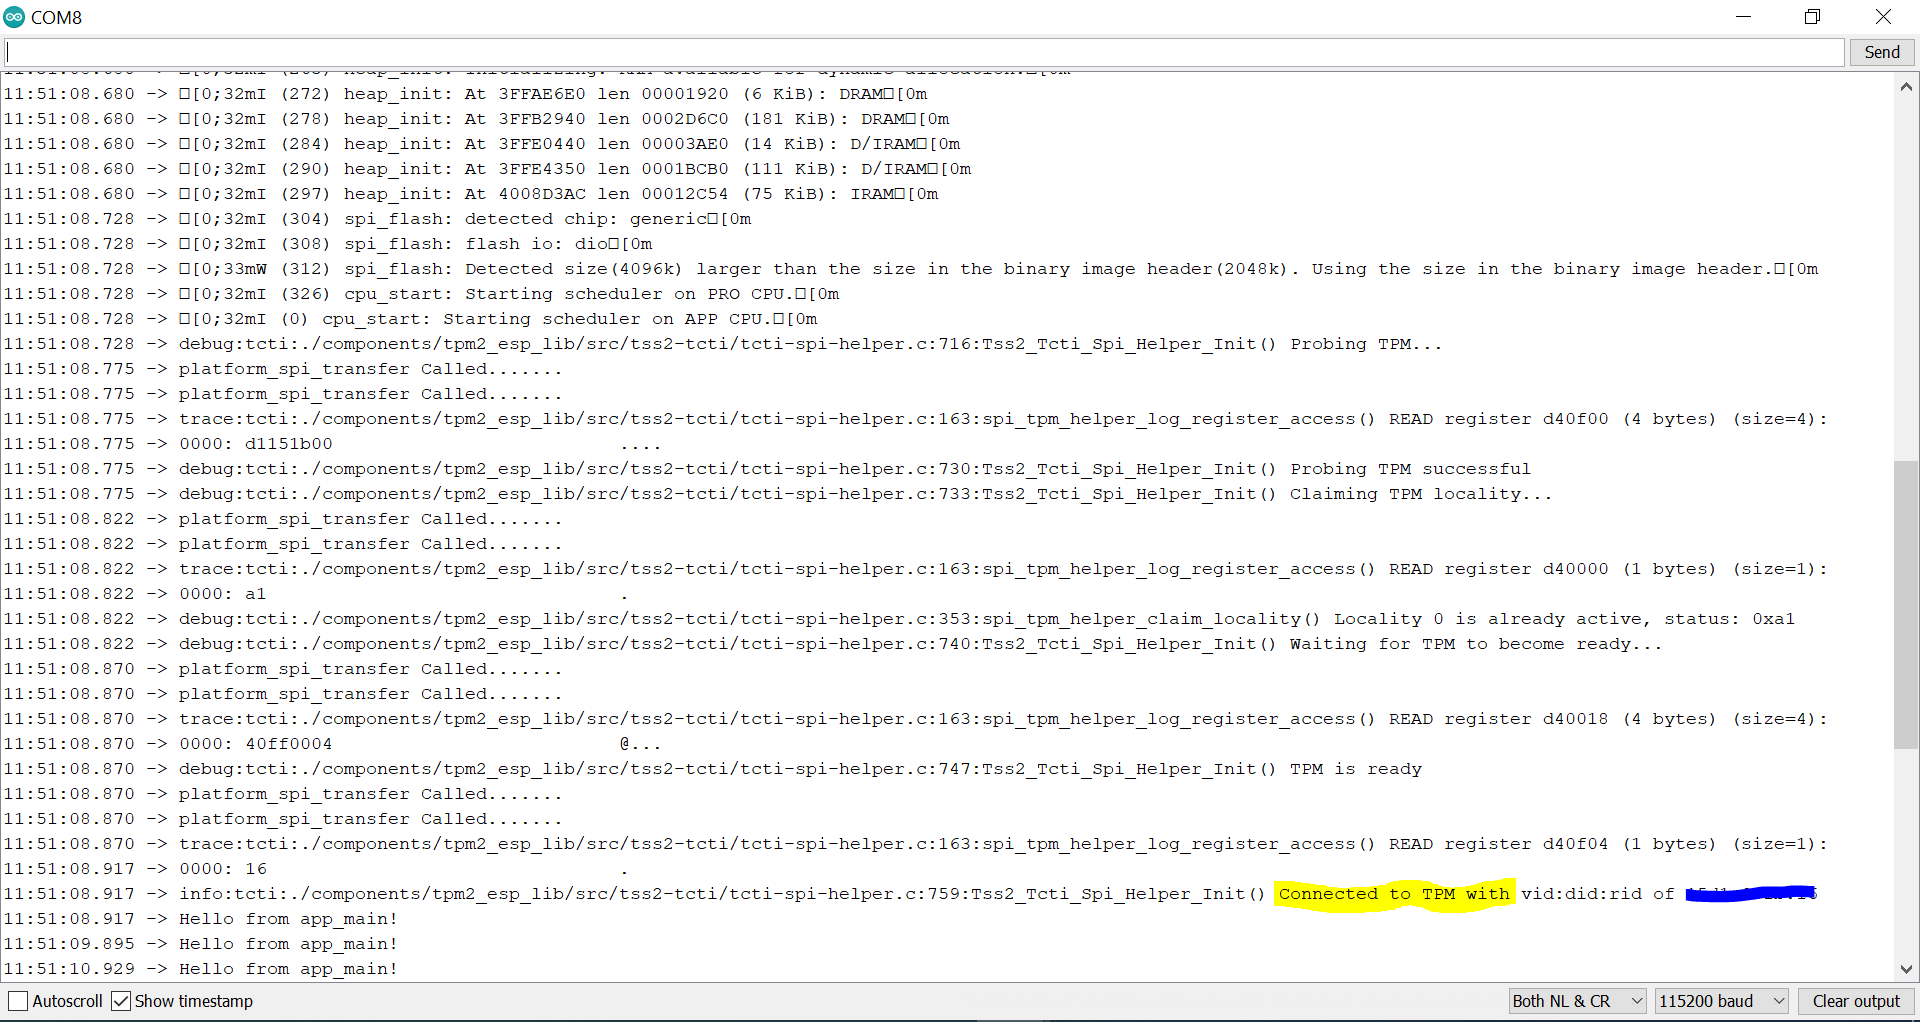 COM8
Send
11:51:08.680 -> □[0;32mI (272) heap_init: At 3FFAE6E0 len 00001920 (6 KiB): DRAM□[0m
11:51:08.680 -> □[0;32mI (278) heap_init: At 3FFB2940 len 0002D6C0 (181 KiB): DRAM□[0m
11:51:08.680 -> □[0;32mI (284) heap_init: At 3FFE0440 len 00003AE0 (14 KiB): D/IRAM□[0m
11:51:08.680 -> □[0;32mI (290) heap_init: At 3FFE4350 len 0001BCB0 (111 KiB): D/IRAM□[0m
11:51:08.680 -> □[0;32mI (297) heap_init: At 4008D3AC len 00012C54 (75 KiB): IRAM□[0m
11:51:08.728 -> □[0;32mI (304) spi_flash: detected chip: generic□[0m
11:51:08.728 -> □[0;32mI (308) spi_flash: flash io: dio□[0m
11:51:08.728 -> □[0;33mW (312) spi_flash: Detected size(4096k) larger than the size in the binary image header(2048k). Using the size in the binary image header.□[0m
11:51:08.728 -> □[0;32mI (326) cpu_start: Starting scheduler on PRO CPU.□[0m
11:51:08.728 -> □[0;32mI (0) cpu_start: Starting scheduler on APP CPU.□[0m
11:51:08.728 -> debug:tcti:./components/tpm2_esp_lib/src/tss2-tcti/tcti-spi-helper.c:716:Tss2_Tcti_Spi_Helper_Init() Probing TPM...
11:51:08.775 -> platform_spi_transfer Called.......
11:51:08.775 -> platform_spi_transfer Called.......
11:51:08.775 -> trace:tcti:./components/tpm2_esp_lib/src/tss2-tcti/tcti-spi-helper.c:163:spi_tpm_helper_log_register_access() READ register d40f00 (4 bytes) (size=4):
11:51:08.775 -> 0000: d1151b00 ....
11:51:08.775 -> debug:tcti:./components/tpm2_esp_lib/src/tss2-tcti/tcti-spi-helper.c:730:Tss2_Tcti_Spi_Helper_Init() Probing TPM successful
11:51:08.775 -> debug:tcti:./components/tpm2_esp_lib/src/tss2-tcti/tcti-spi-helper.c:733:Tss2_Tcti_Spi_Helper_Init() Claiming TPM locality...
11:51:08.822 -> platform_spi_transfer Called.......
11:51:08.822 -> platform_spi_transfer Called.......
11:51:08.822 -> trace:tcti:./components/tpm2_esp_lib/src/tss2-tcti/tcti-spi-helper.c:163:spi_tpm_helper_log_register_access() READ register d40000 (1 bytes) (size=1):
11:51:08.822 -> 0000: a1 .
11:51:08.822 -> debug:tcti:./components/tpm2_esp_lib/src/tss2-tcti/tcti-spi-helper.c:353:spi_tpm_helper_claim_locality() Locality 0 is already active, status: 0xa1
11:51:08.822 -> debug:tcti:./components/tpm2_esp_lib/src/tss2-tcti/tcti-spi-helper.c:740:Tss2_Tcti_Spi_Helper_Init() Waiting for TPM to become ready...
11:51:08.870 -> platform_spi_transfer Called.......
11:51:08.870 -> platform_spi_transfer Called.......
11:51:08.870 -> trace:tcti:./components/tpm2_esp_lib/src/tss2-tcti/tcti-spi-helper.c:163:spi_tpm_helper_log_register_access() READ register d40018 (4 bytes) (size=4):
11:51:08.870 -> 0000: 40ff0004 @...
11:51:08.870 -> debug:tcti:./components/tpm2_esp_lib/src/tss2-tcti/tcti-spi-helper.c:747:Tss2_Tcti_Spi_Helper_Init() TPM is ready
11:51:08.870 -> platform_spi_transfer Called.......
11:51:08.870 -> platform_spi_transfer Called.......
11:51:08.870 -> trace:tcti:./components/tpm2_esp_lib/src/tss2-tcti/tcti-spi-helper.c:163:spi_tpm_helper_log_register_access() READ register d40f04 (1 bytes) (size=1):
11:51:08.917 -> 0000: 16 .
11:51:08.917 -> info:tcti:./components/tpm2_esp_lib/src/tss2-tcti/tcti-spi-helper.c:759:Tss2_Tcti_Spi_Helper_Init() Connected to TPM with vid:did:rid of
11:51:08.917 -> Hello from app_main!
11:51:09.895 -> Hello from app_main!
11:51:10.929 -> Hello from app_main!
Autoscroll Show timestamp Both NL & CR 115200 baud Clear output